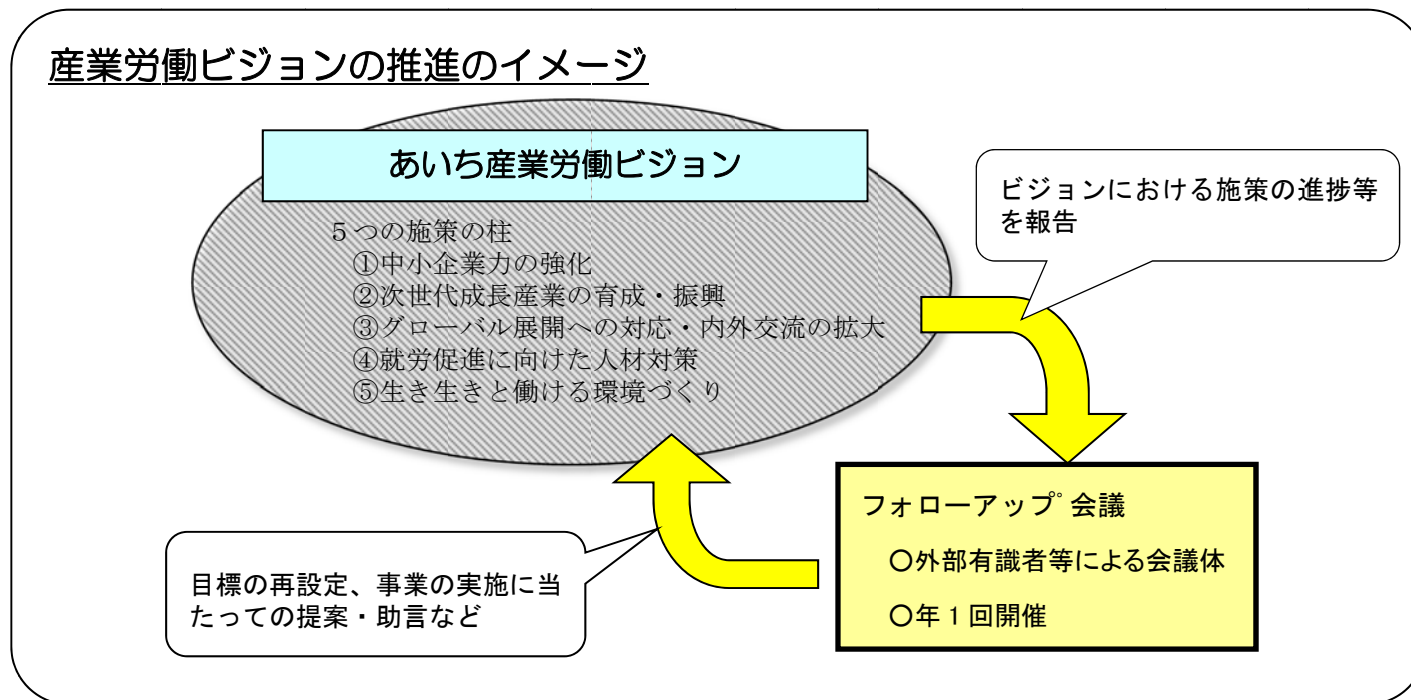 産業労働ビジョンの推進のイメージ
あいち産業労働ビジョン
５つの施策の柱
①中小企業力の強化
②次世代成長産業の育成・振興
③グローバル展開への対応・内外交流の拡大
④就労促進に向けた人材対策
⑤生き生きと働ける環境づくり
ビジョンにおける施策の進捗等
を報告
フォローアップ会議
○外部有識者等による会議体
○年１回開催
目標の再設定、事業の実施に当
たっての提案・助言など